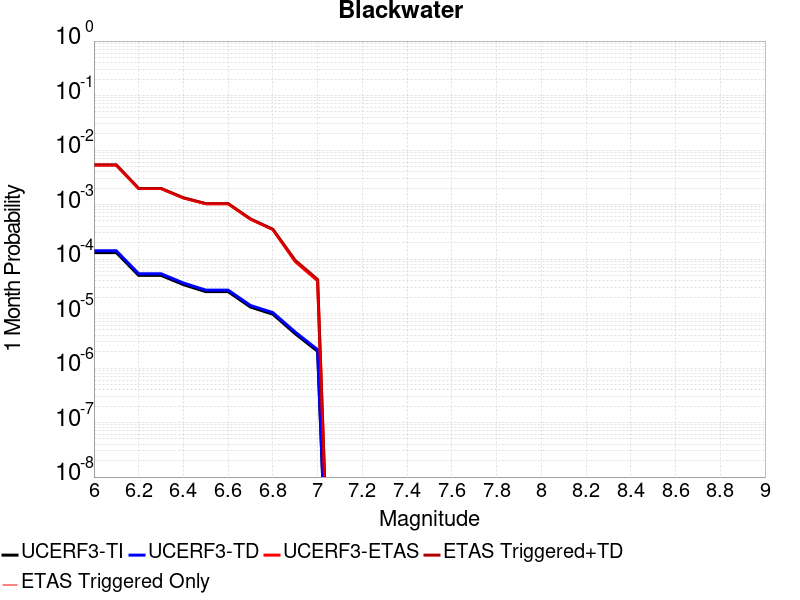 Blackwater
10^0
10^-1
10^-2
10^-3
10^-4
10^-5
10^-6
10^-7
10^-8
1 Month Probability
6 6.2 6.4 6.6 6.8 7 7.2 7.4 7.6 7.8 8 8.2 8.4 8.6 8.8 9
Magnitude
UCERF3-TI UCERF3-TD UCERF3-ETAS ETAS Triggered+TD
ETAS Triggered Only